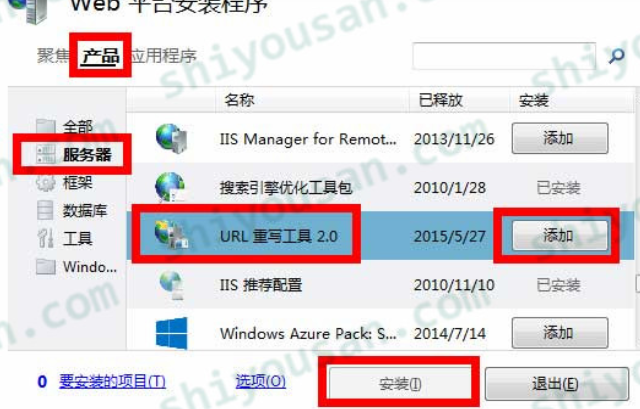 Web 平台安装程序
聚焦 产品 应用程序
名称 已释放 安装
全部
服务器
框架
数据库
工具
Windo...
IIS Manager for Remot... 2013/11/26 添加
搜索引擎优化工具包 2010/1/28 已安装
URL 重写工具 2.0 2015/5/27 添加
IIS 推荐配置 2010/11/10 已安装
Windows Azure Pack: S... 2014/7/14 添加
0 要安装的项目(T) 选项(O) 安装(I) 退出(E)
shiyousan.com